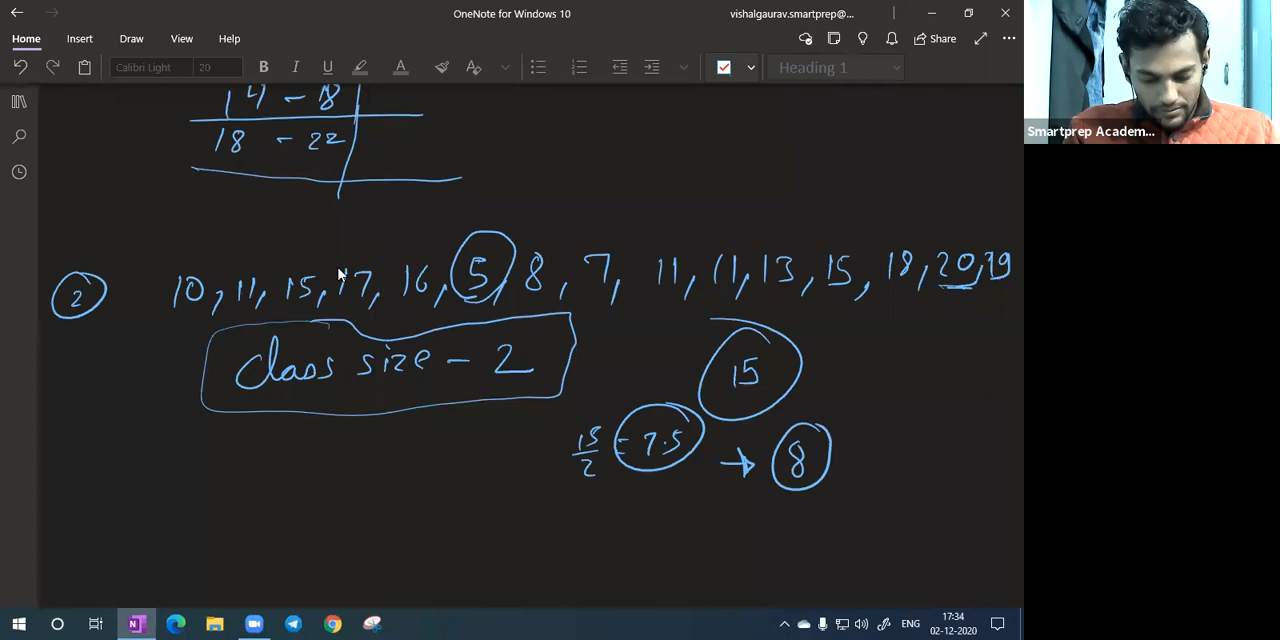 OneNote for Windows 10
vishalgaurav.smartprep@...
Home Insert Draw View Help
Share
Calibri Light 20 B I U A Heading 1
Smartprep Academ...
14 - 18
18 - 22
2 10, 11, 15, 17, 16, 5, 8, 7, 11, 11, 13, 15, 18, 20, 19
class size - 2
15
15/2 = 7.5 → 8
ENG
17:34
02-12-2020